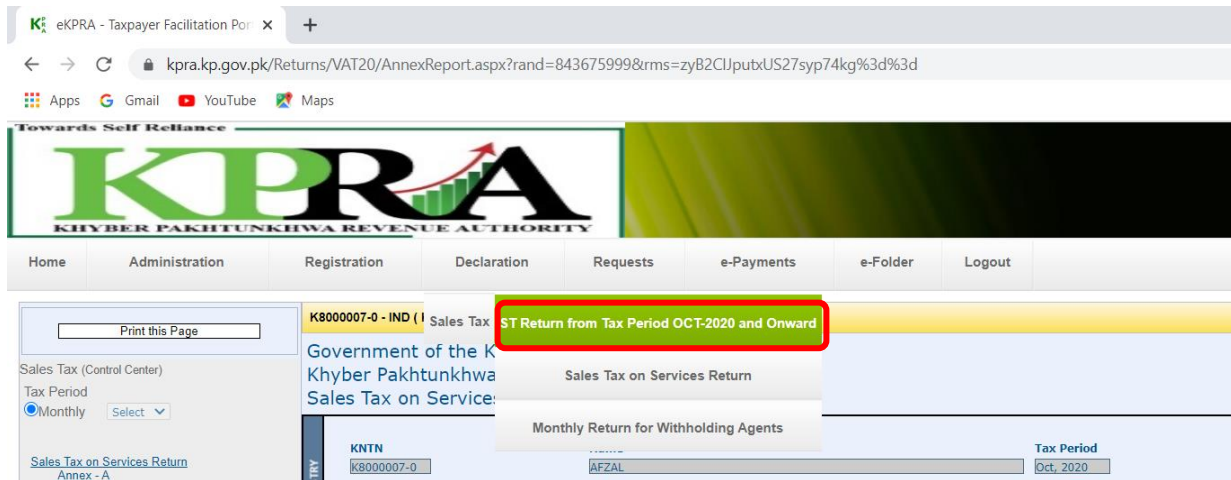 eKPRA - Taxpayer Facilitation Por
kpra.kp.gov.pk/Returns/VAT20/AnnexReport.aspx?rand=843675999&rms=zyB2ClJputxUS27syp74kg%3d%3d
Apps Gmail YouTube Maps
Towards Self Reliance
KPRA
KHYBER PAKHTUNKHWA REVENUE AUTHORITY
Home Administration Registration Declaration Requests e-Payments e-Folder Logout
Print this Page
Sales Tax (Control Center)
Tax Period
Monthly Select
Sales Tax on Services Return
Annex - A
K8000007-0 - IND (
Sales Tax
ST Return from Tax Period OCT-2020 and Onward
Sales Tax on Services Return
Monthly Return for Withholding Agents
Government of the K
Khyber Pakhtunkhwa
Sales Tax on Services
KNTN Tax Period
K8000007-0 AFZAL Oct, 2020